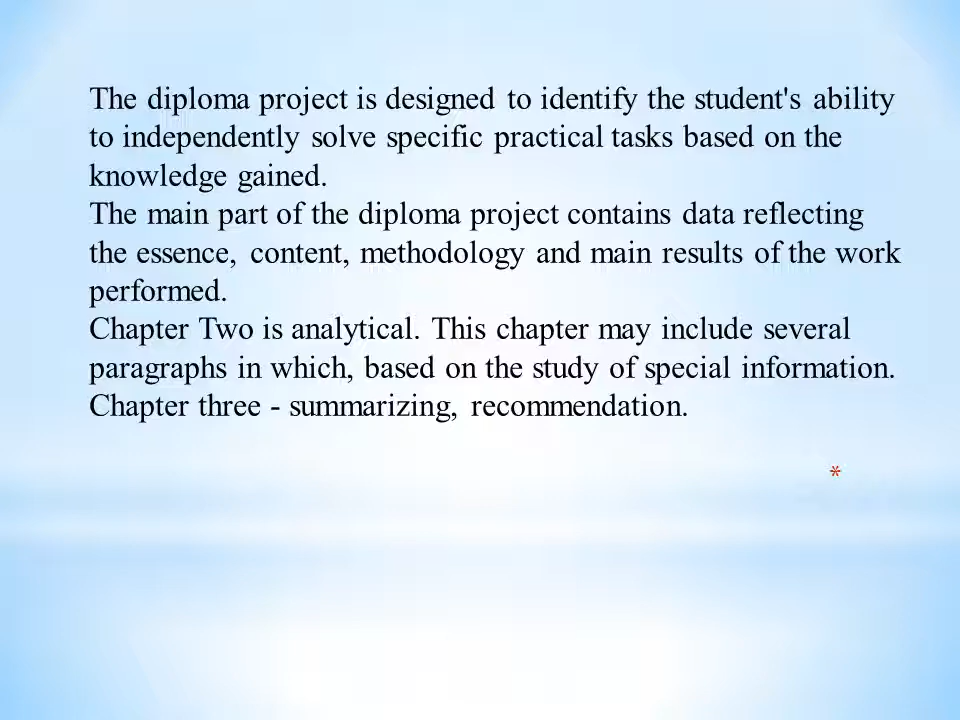 The diploma project is designed to identify the student's ability
to independently solve specific practical tasks based on the
knowledge gained.
The main part of the diploma project contains data reflecting
the essence, content, methodology and main results of the work
performed.
Chapter Two is analytical. This chapter may include several
paragraphs in which, based on the study of special information.
Chapter three - summarizing, recommendation.
*